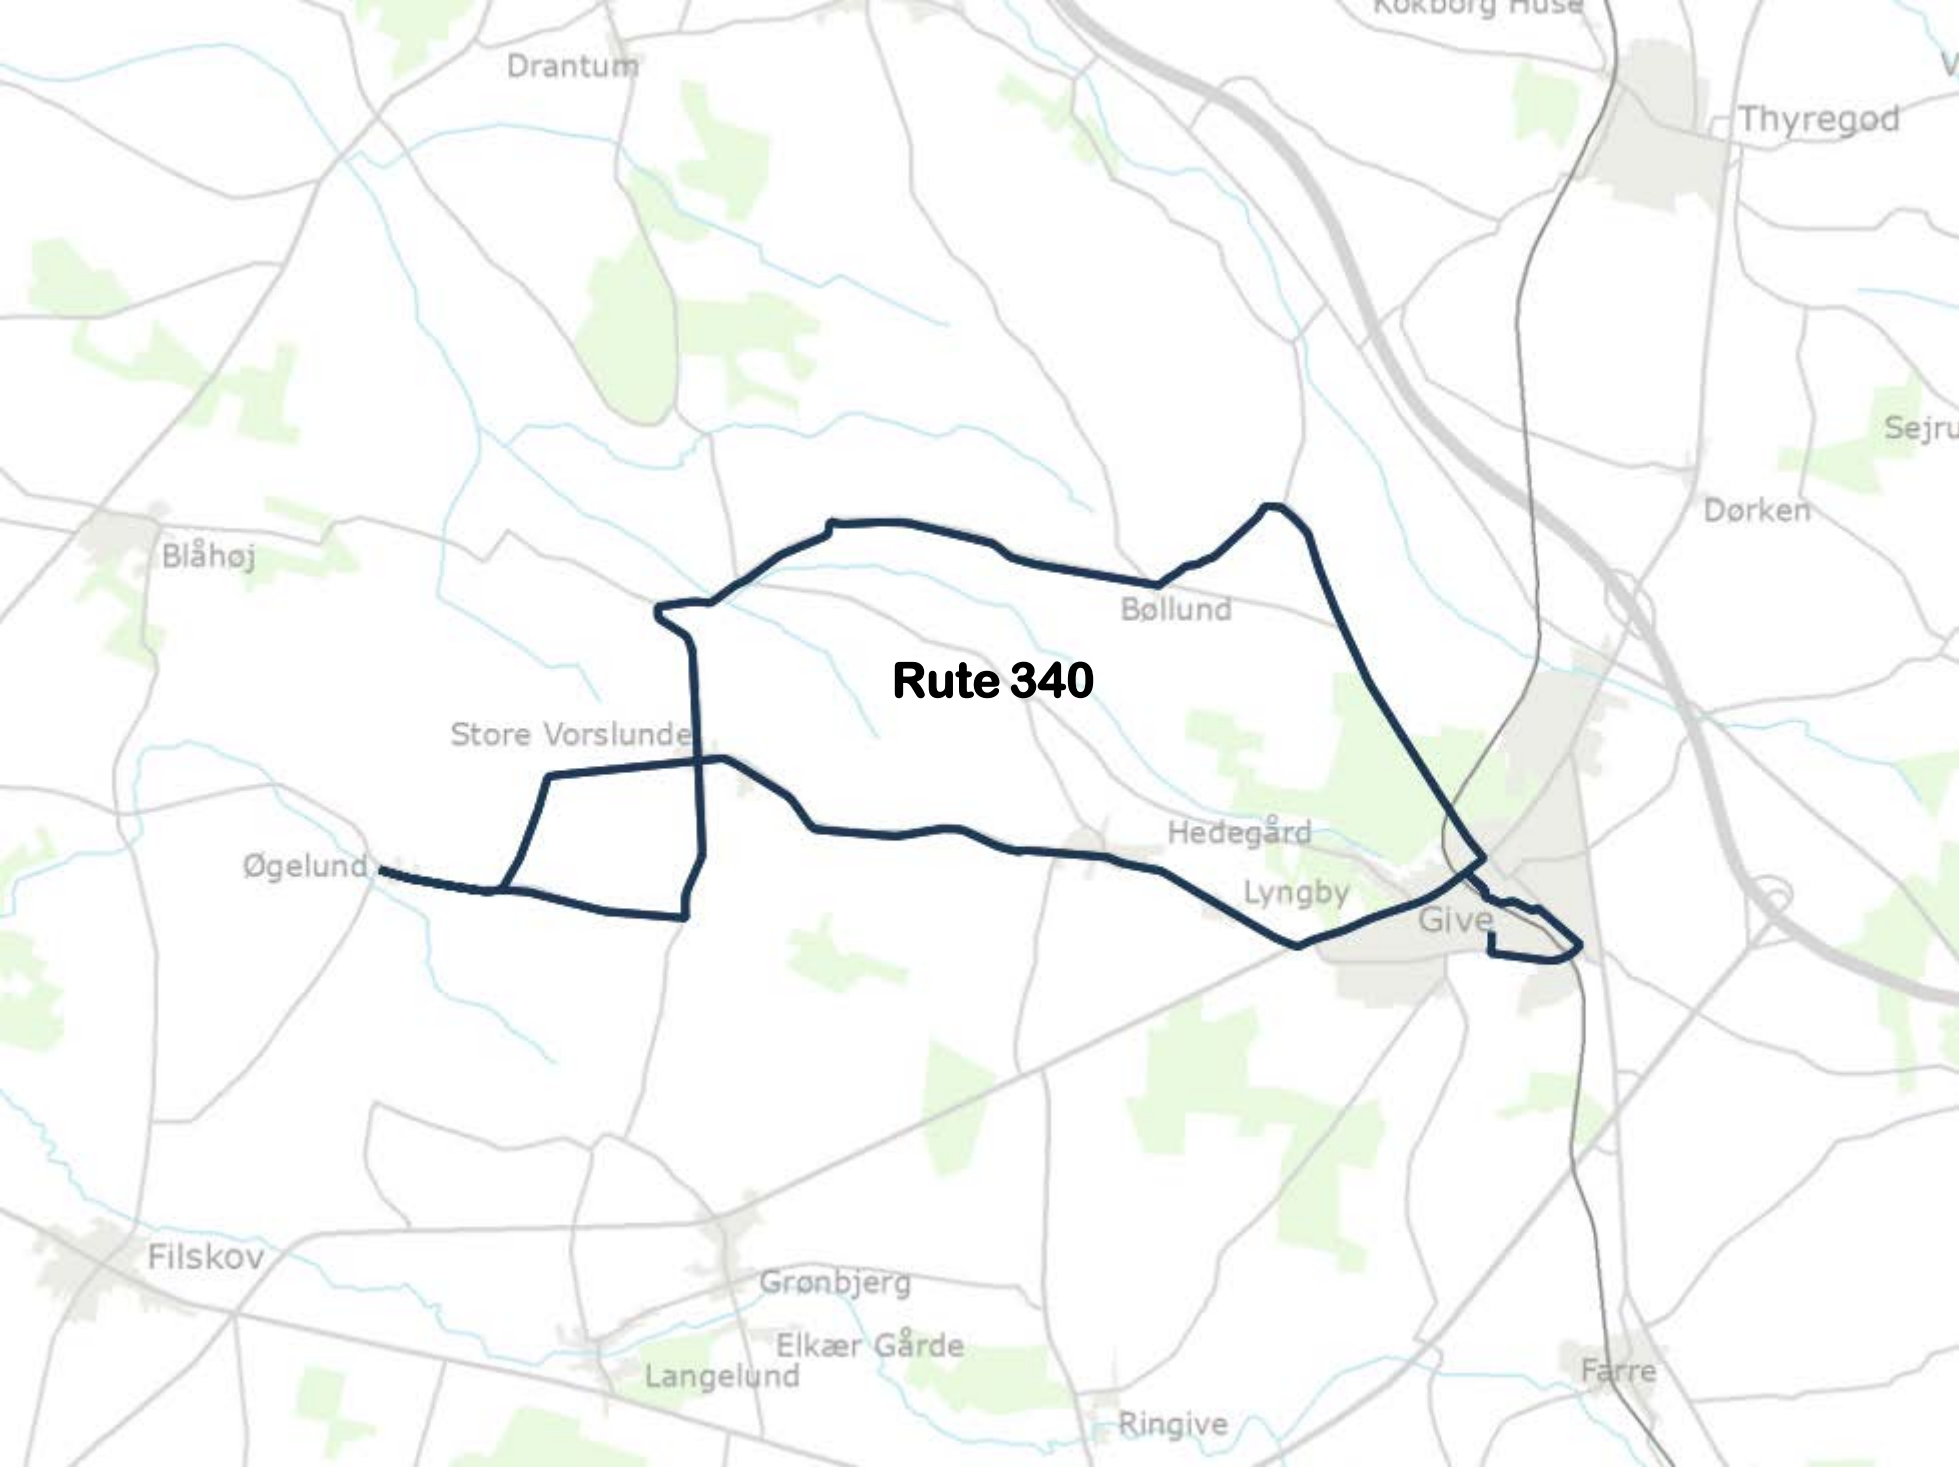 Kokborg Huse
Drantum
Thyregod
Sejru
Dørken
Blåhøj
Bøllund
Rute 340
Store Vorslunde
Hedegård
Øgelund
Lyngby
Give
Filskov
Grønbjerg
Elkær Gårde
Langelund
Farre
Ringive